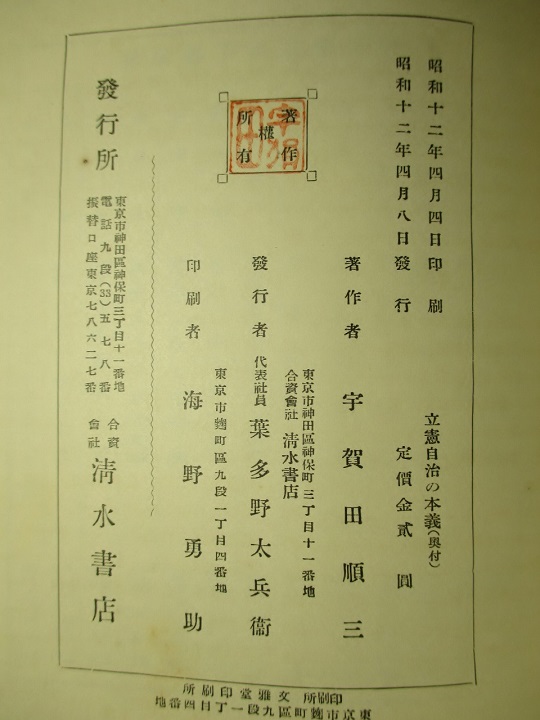 昭和十二年四月四日印刷
昭和十二年四月八日發行
立憲自治の本義(奥付)
定價金貳圓
著作
權
所有
著作者 宇賀田順三
東京市神田區神保町三丁目十一番地
合資會社 淸水書店
發行者 代表社員 葉多野太兵衞
東京市麴町區九段一丁目四番地
印刷者 海野勇助
發行所
東京市神田區神保町三丁目十一番地
電話九段(33)五七八番
振替口座東京七八六二七番
合資
會社
淸水書店
印刷所 文雅堂印刷所
東京市麴町區九段一丁目四番地